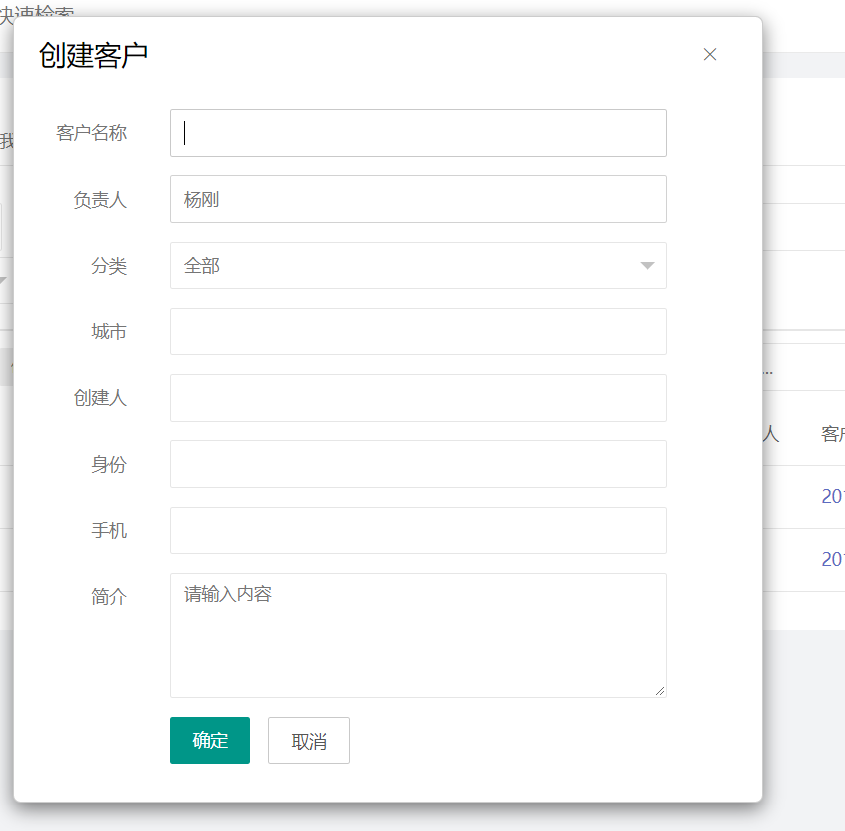 快速检索
创建客户
我
客户名称
负责人 杨刚
分类 全部
城市
...
创建人
人 客户
身份
20
手机
20
简介 请输入内容
确定 取消